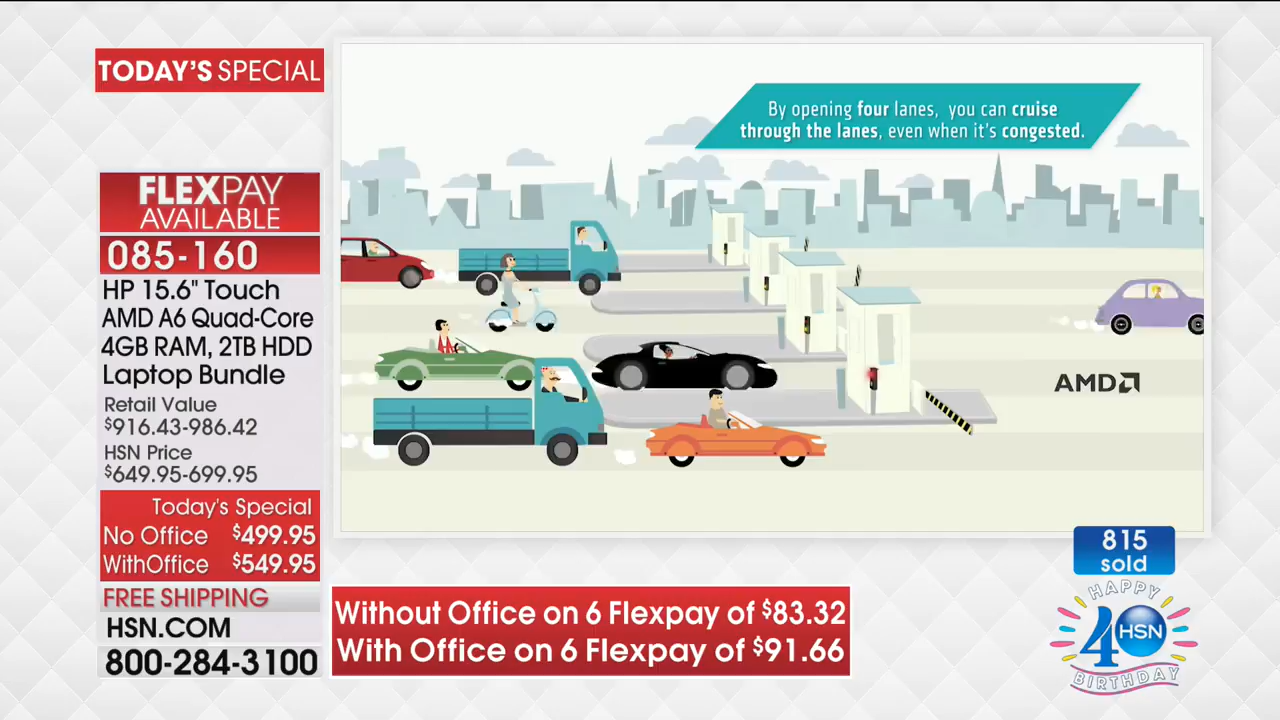 TODAY'S SPECIAL
FLEXPAY
AVAILABLE
085-160
HP 15.6" Touch
AMD A6 Quad-Core
4GB RAM, 2TB HDD
Laptop Bundle
Retail Value
$916.43-986.42
HSN Price
$649.95-699.95
Today's Special
No Office $499.95
WithOffice $549.95
FREE SHIPPING
HSN.COM
800-284-3100
By opening four lanes, you can cruise
through the lanes, even when it's congested.
AMD
Without Office on 6 Flexpay of $83.32
With Office on 6 Flexpay of $91.66
815
sold
HAPPY
40 HSN
BIRTHDAY